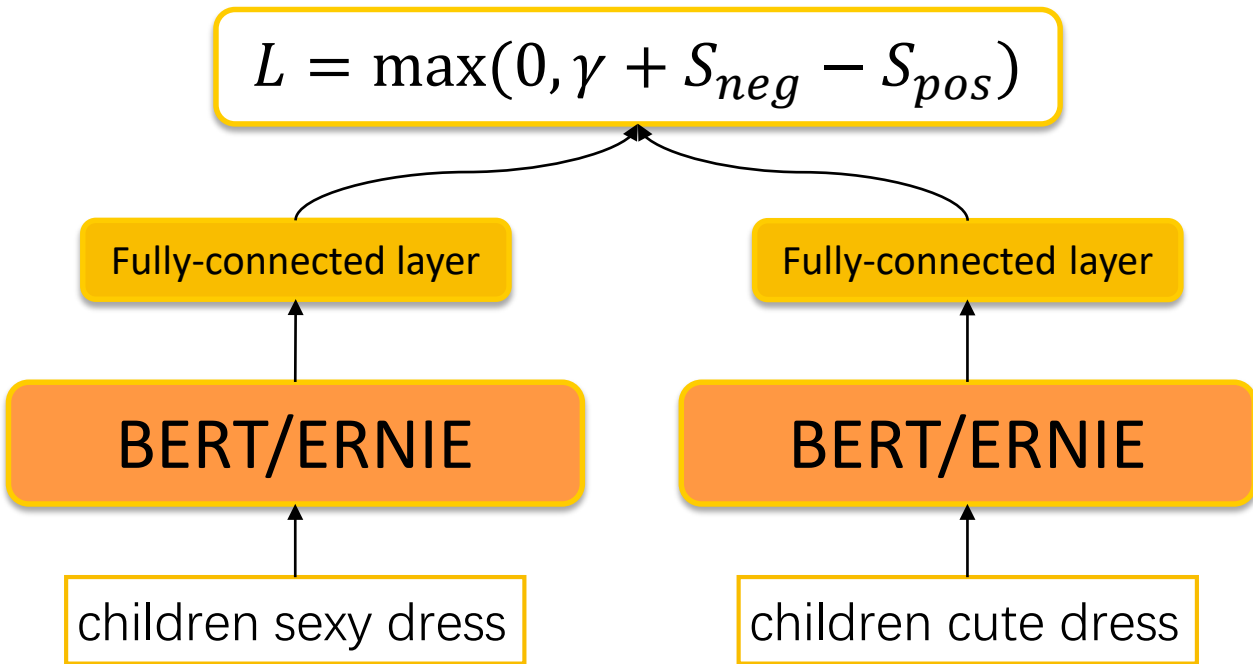 L = max(0, γ + S_neg − S_pos)
Fully-connected layer
Fully-connected layer
BERT/ERNIE
BERT/ERNIE
children sexy dress
children cute dress